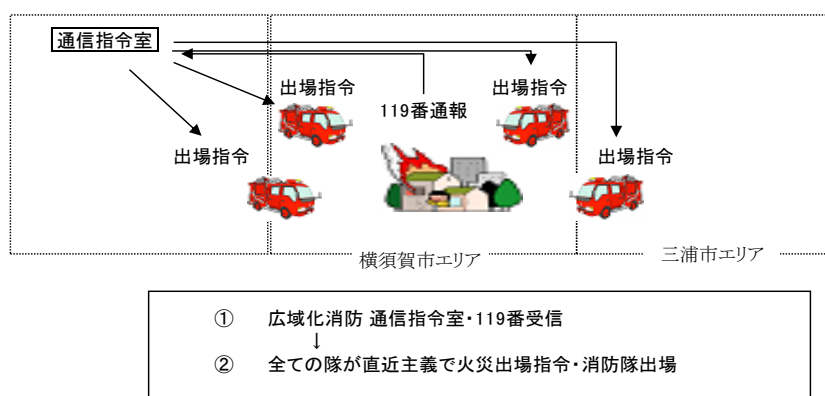 通信指令室
出場指令
出場指令
119番通報
出場指令
出場指令
横須賀市エリア
三浦市エリア
① 広域化消防 通信指令室・119番受信
↓
② 全ての隊が直近主義で火災出場指令・消防隊出場